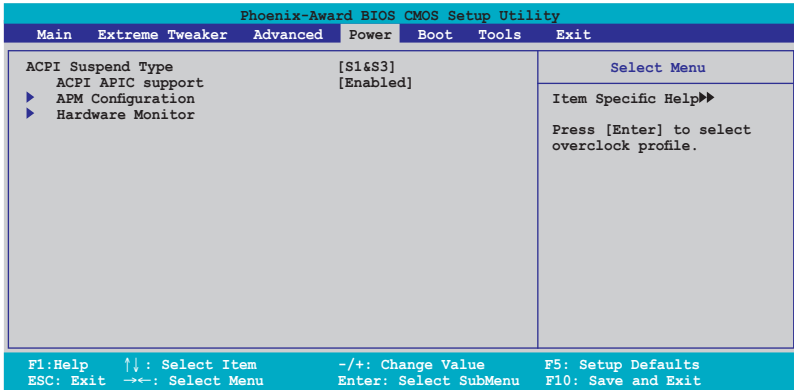 Phoenix-Award BIOS CMOS Setup Utility
Main Extreme Tweaker Advanced Power Boot Tools Exit
ACPI Suspend Type [S1&S3]
ACPI APIC support [Enabled]
APM Configuration
Hardware Monitor
Select Menu
Item Specific Help
Press [Enter] to select
overclock profile.
F1:Help ↑↓: Select Item -/+: Change Value F5: Setup Defaults
ESC: Exit →←: Select Menu Enter: Select SubMenu F10: Save and Exit